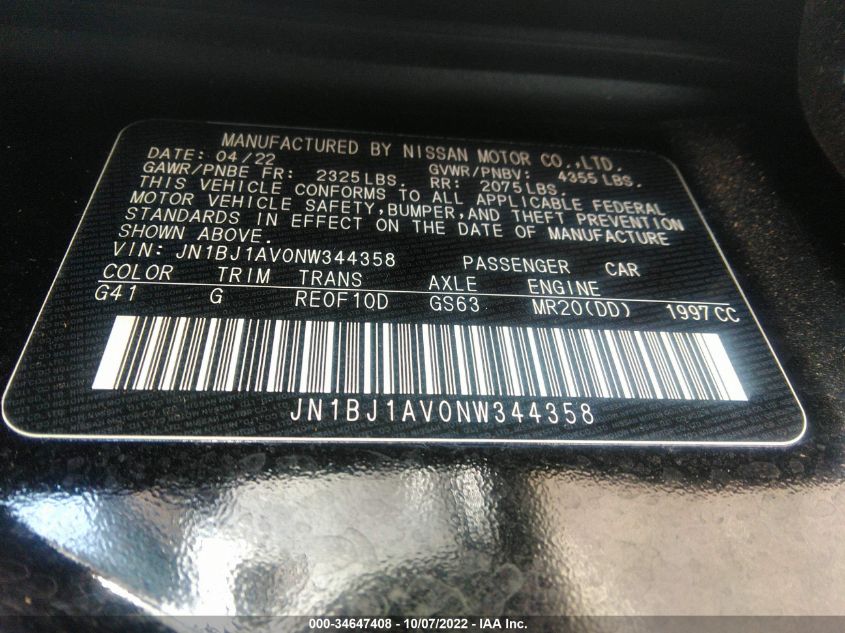 MANUFACTURED BY NISSAN MOTOR CO.,LTD.
DATE: 04/22 GVWR/PNBV: 4355 LBS.
GAWR/PNBE FR: 2325 LBS. RR: 2075 LBS.
THIS VEHICLE CONFORMS TO ALL APPLICABLE FEDERAL
MOTOR VEHICLE SAFETY, BUMPER, AND THEFT PREVENTION
STANDARDS IN EFFECT ON THE DATE OF MANUFACTURE
SHOWN ABOVE.
VIN: JN1BJ1AV0NW344358 PASSENGER CAR
COLOR TRIM TRANS AXLE ENGINE
G41 G RE0F10D GS63 MR20(DD) 1997 CC
JN1BJ1AV0NW344358
000-34647408 - 10/07/2022 - IAA Inc.